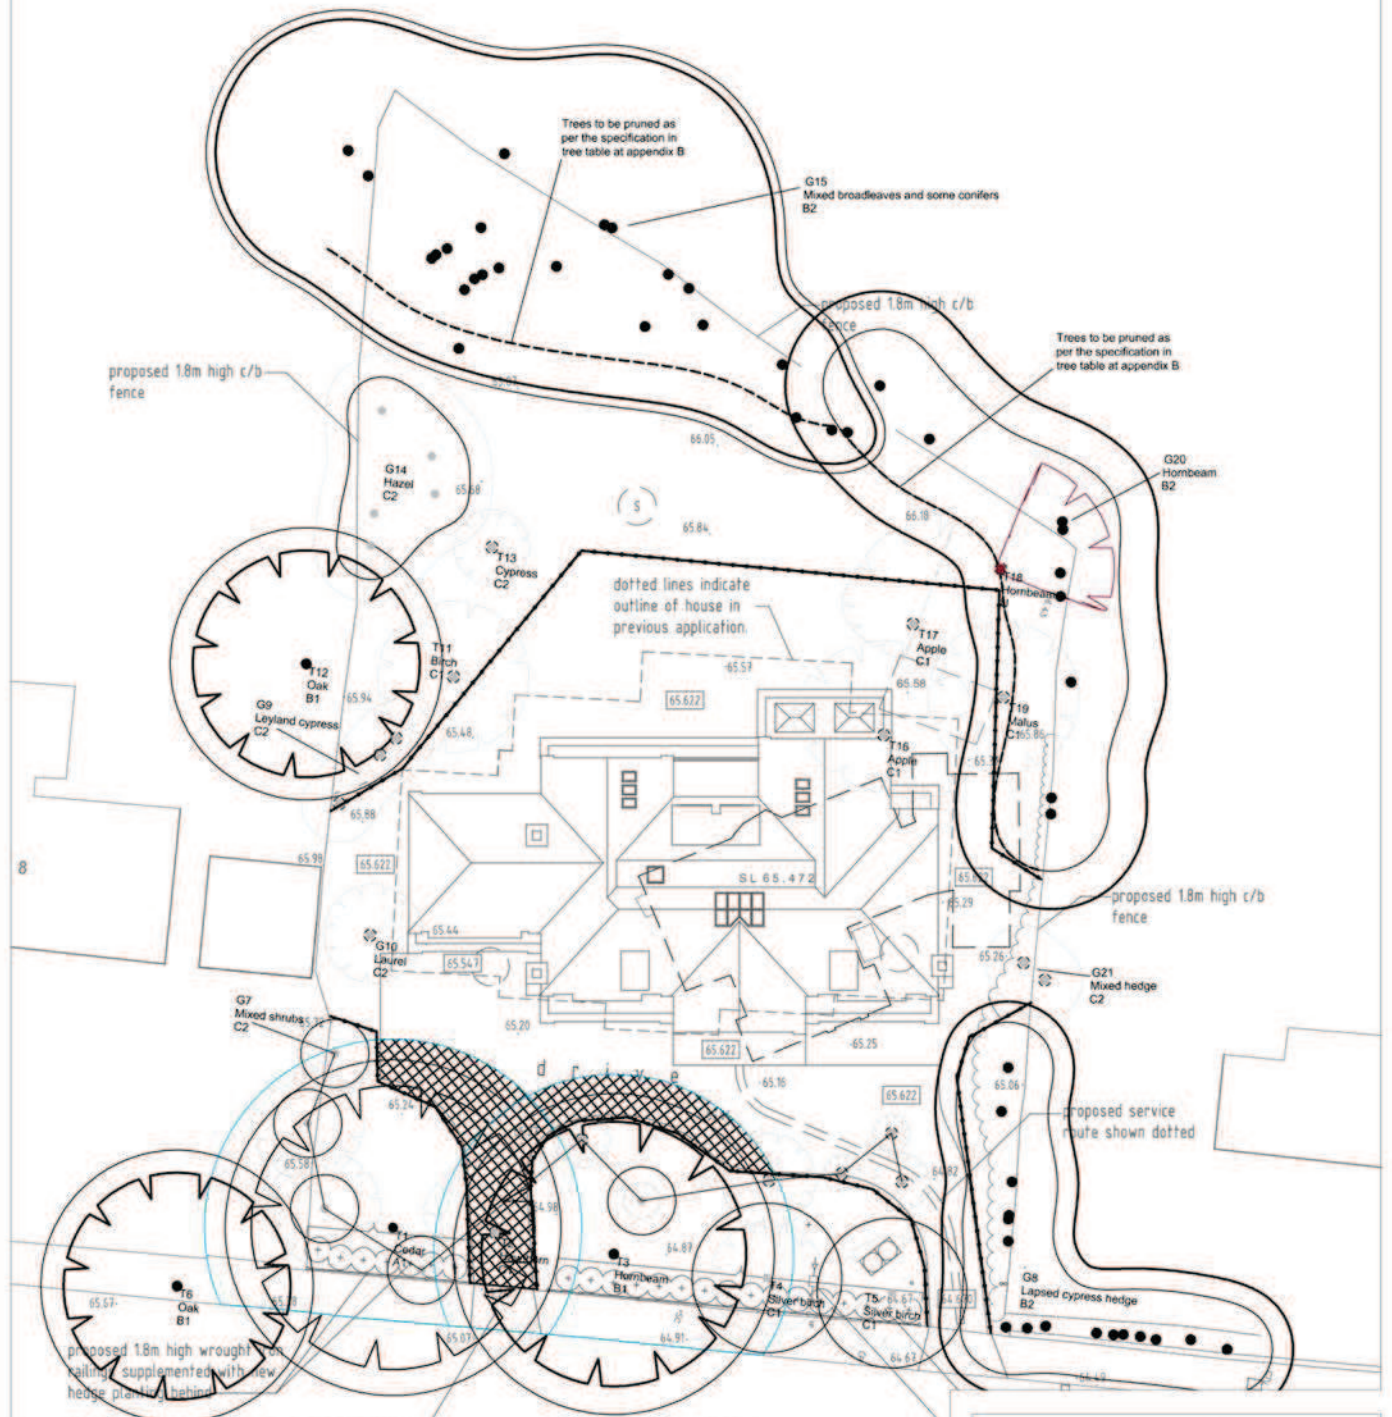 Trees to be pruned as
per the specification in
tree table at appendix B
G15
Mixed broadleaves and some conifers
B2
proposed 1.8m high c/b
fence
Trees to be pruned as
per the specification in
tree table at appendix B
proposed 1.8m high c/b
fence
66.05
G14
Hazel
C2
65.68
G20
Hornbeam
B2
S
65.84
66.18
T13
Cypress
C2
dotted lines indicate
outline of house in
previous application.
T18
Hornbeam
U
T11
Birch
C1
T17
Apple
C1
65.57
65.58
T12
Oak
B1
65.94
65.622
G9
Leyland cypress
C2
65.48
T19
Malus
C1
65.86
T16
Apple
C1
65.88
8
65.98
65.622
SL 65.472
65.622
65.29
proposed 1.8m high c/b
fence
65.44
G10
Laurel
C2
65.547
65.26
G21
Mixed hedge
C2
G7
Mixed shrubs
C2
65.20
65.622
65.25
drive
65.16
65.06
65.24
65.622
proposed service
route shown dotted
65.58
64.82
64.98
T1
Cedar
64.87
T3
Hornbeam
B1
T6
Oak
B1
65.67
T4
Silver birch
C1
T5
Silver birch
C1
64.67
G8
Lapsed cypress hedge
B2
65.07
64.91
64.67
proposed 1.8m high wrought
railings supplemented with new
hedge planting behind